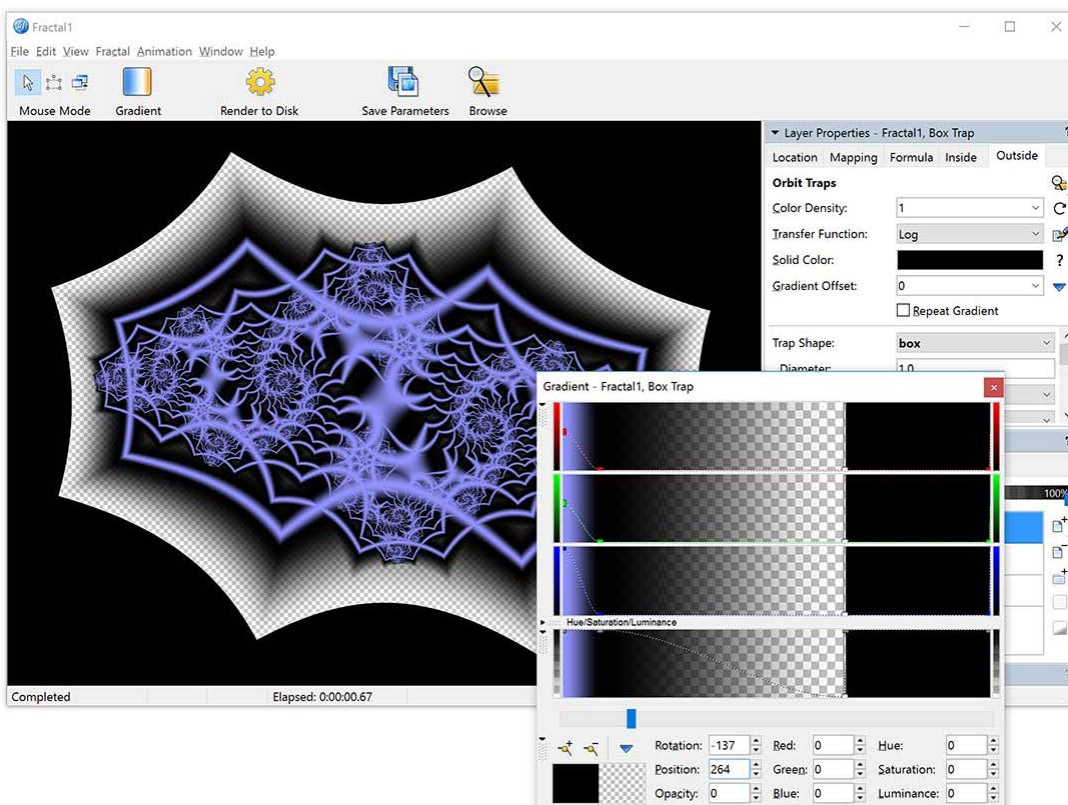 Fractal1
File Edit View Fractal Animation Window Help
Mouse Mode Gradient Render to Disk Save Parameters Browse
Layer Properties - Fractal1, Box Trap ?
Location Mapping Formula Inside Outside
Orbit Traps
Color Density: 1
Transfer Function: Log
Solid Color: ?
Gradient Offset: 0
Repeat Gradient
Trap Shape: box
Diameter: 1.0
Gradient - Fractal1, Box Trap
100%
Hue/Saturation/Luminance
Completed Elapsed: 0:00:00.67
Rotation: -137 Red: 0 Hue: 0
Position: 264 Green: 0 Saturation: 0
Opacity: 0 Blue: 0 Luminance: 0